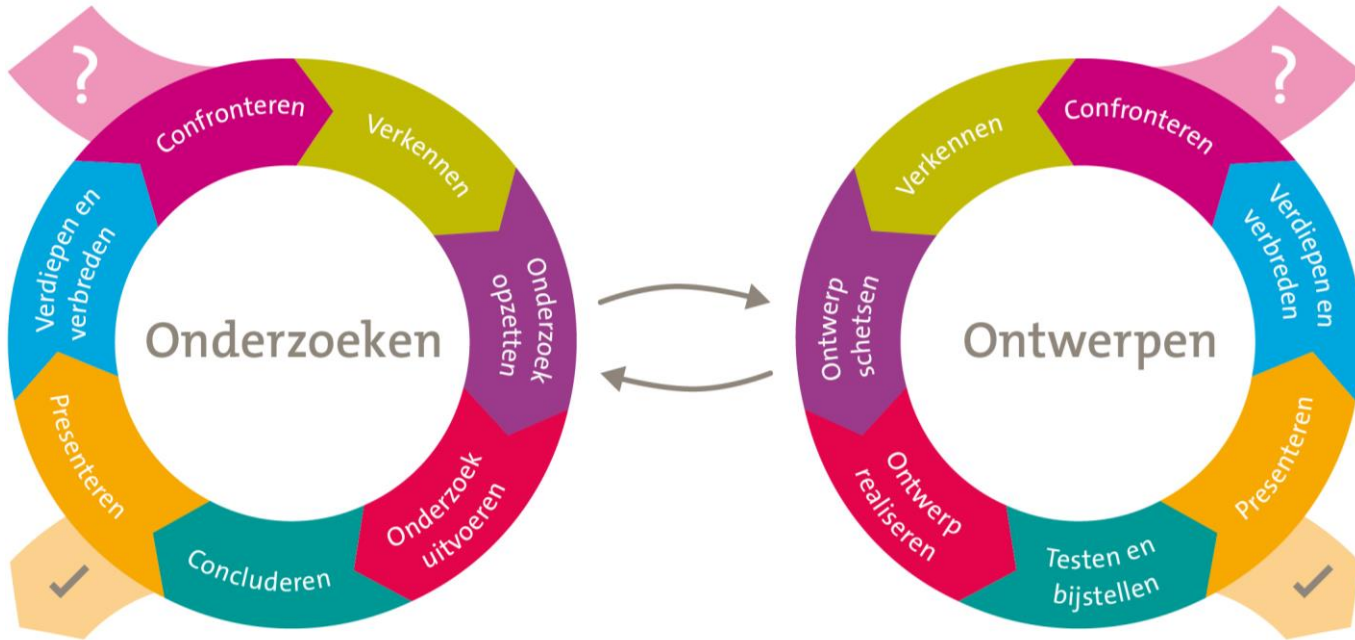 ?
Confronteren
Verkennen
Onderzoek
opzetten
Onderzoek
uitvoeren
Concluderen
Presenteren
Verdiepen en
verbreden
Onderzoeken
?
Confronteren
Verkennen
Ontwerp
schetsen
Ontwerp
realiseren
Testen en
bijstellen
Presenteren
Verdiepen en
verbreden
Ontwerpen